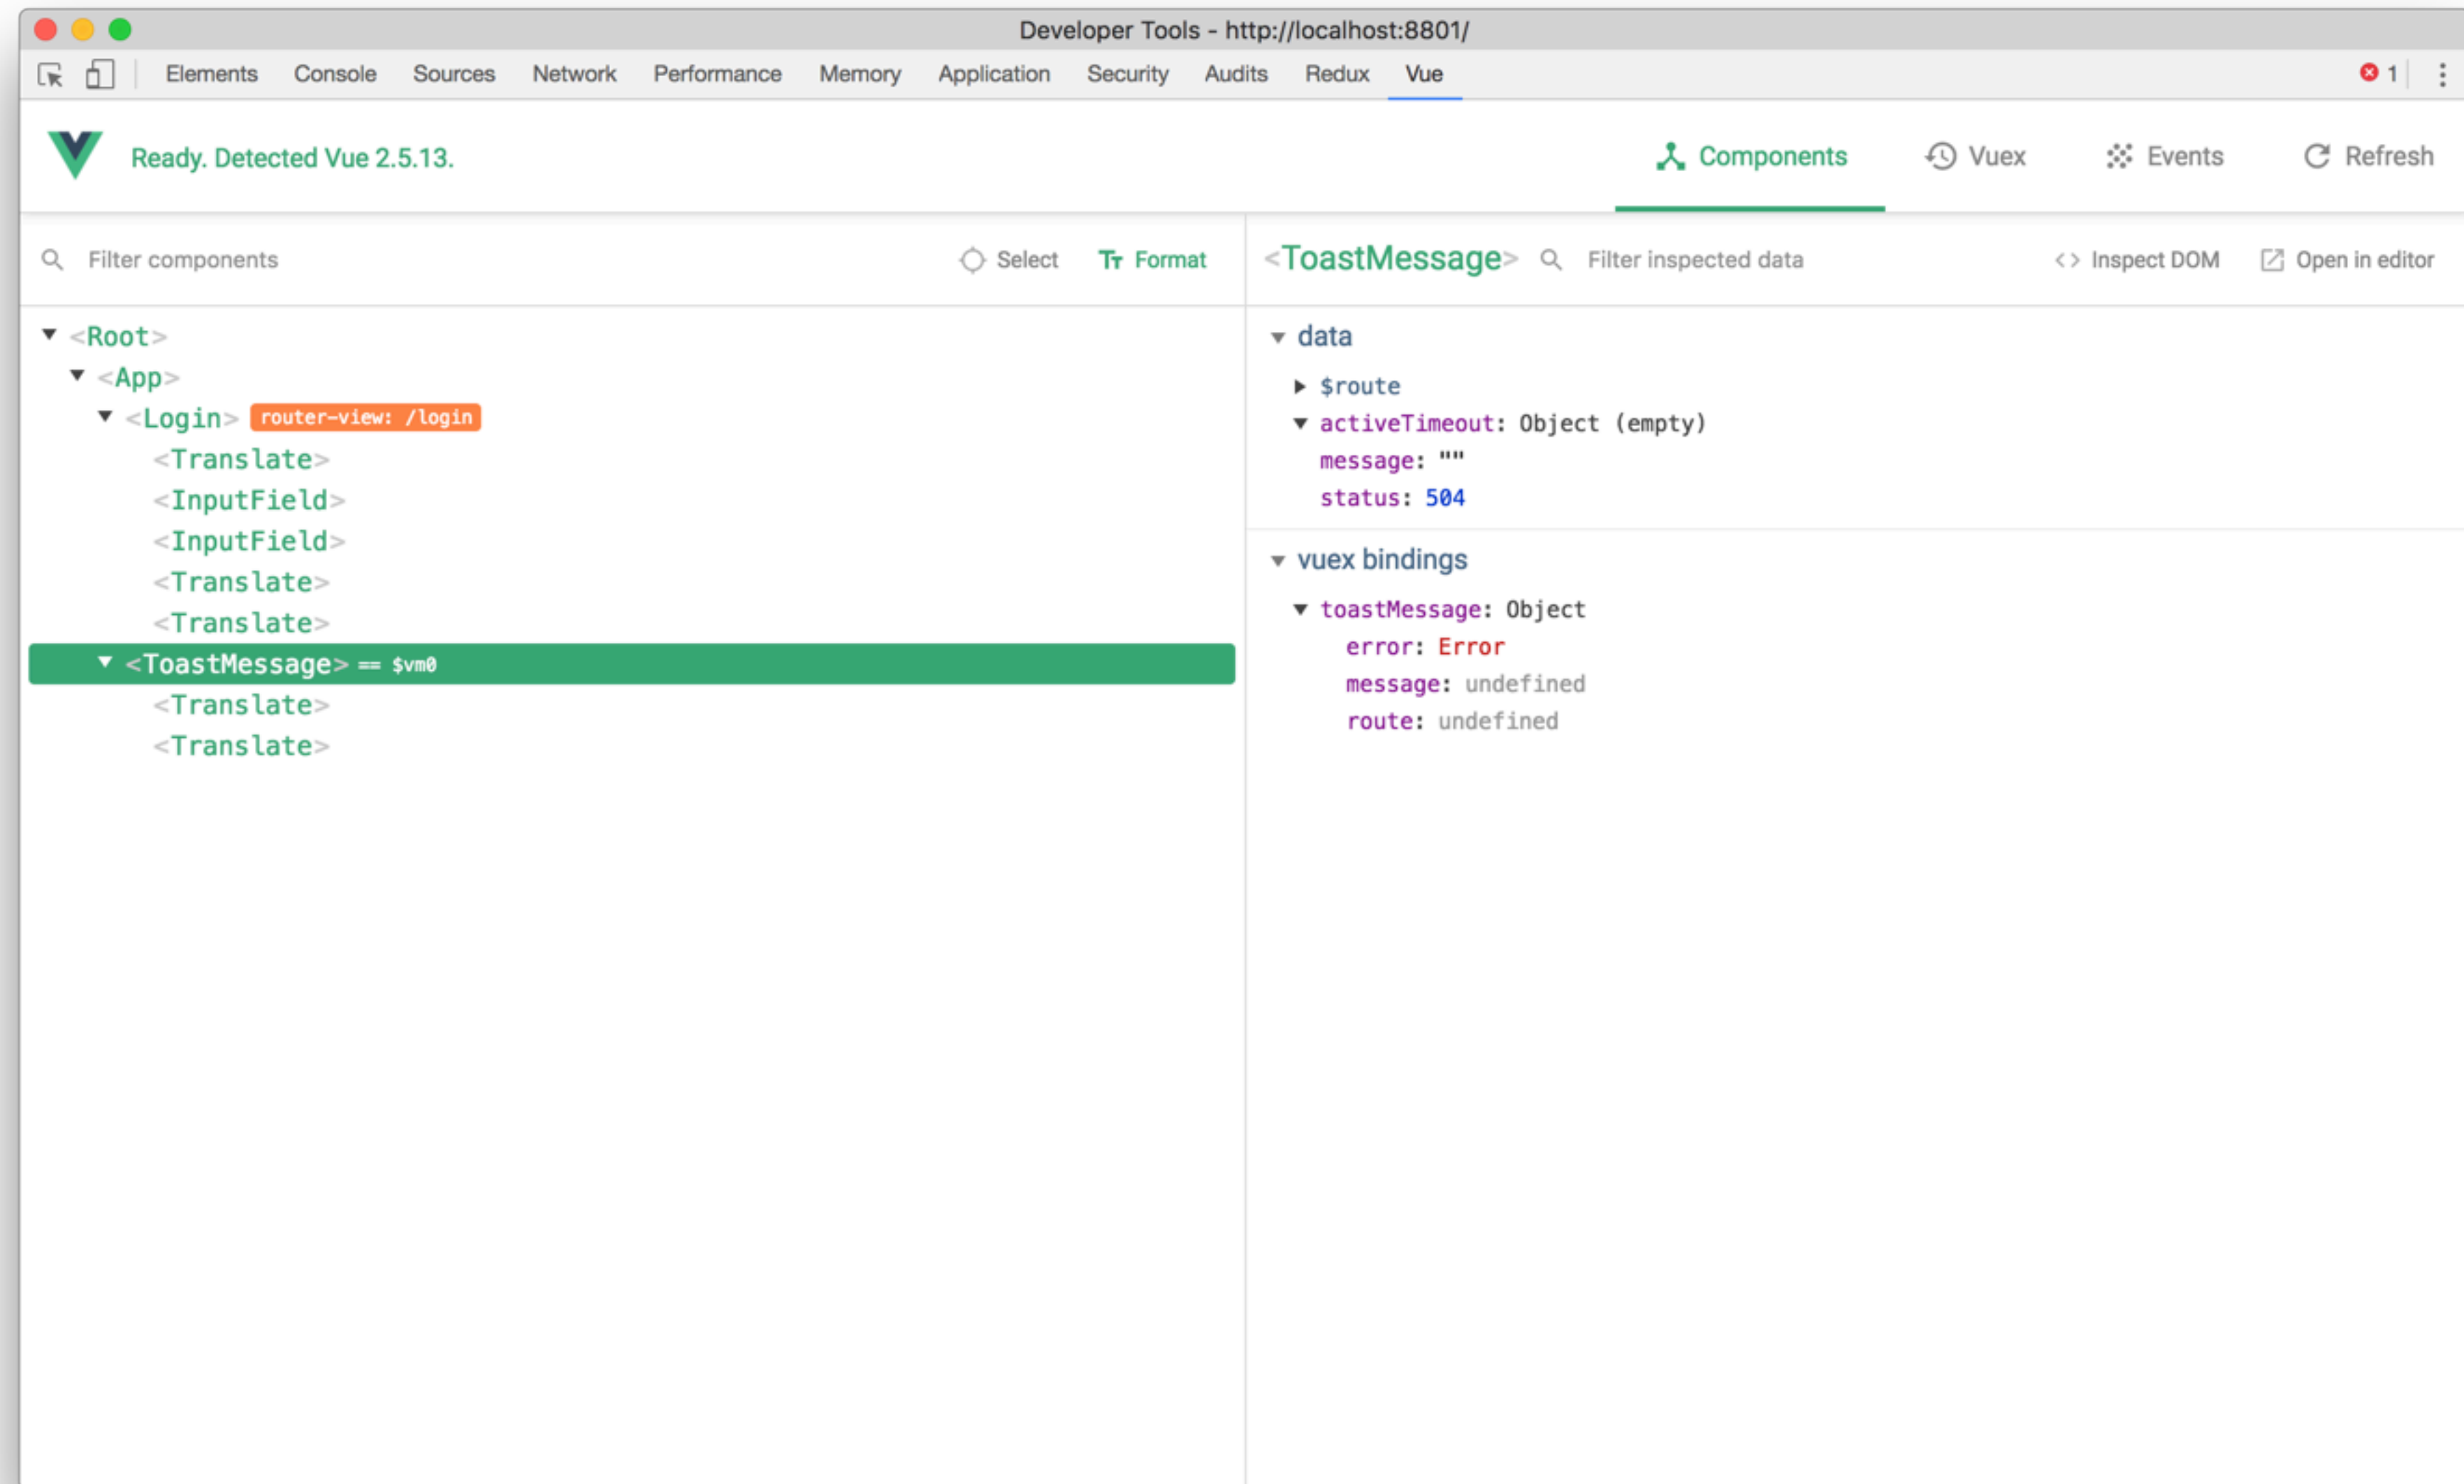 Developer Tools - http://localhost:8801/
Elements Console Sources Network Performance Memory Application Security Audits Redux Vue 1
Ready. Detected Vue 2.5.13.
Components Vuex Events Refresh
Filter components Select Format
<Root>
<App>
<Login> router-view: /login
<Translate>
<InputField>
<InputField>
<Translate>
<Translate>
<ToastMessage> == $vm0
<Translate>
<Translate>
<ToastMessage> Filter inspected data Inspect DOM Open in editor
data
$route
activeTimeout: Object (empty)
message: ""
status: 504
vuex bindings
toastMessage: Object
error: Error
message: undefined
route: undefined